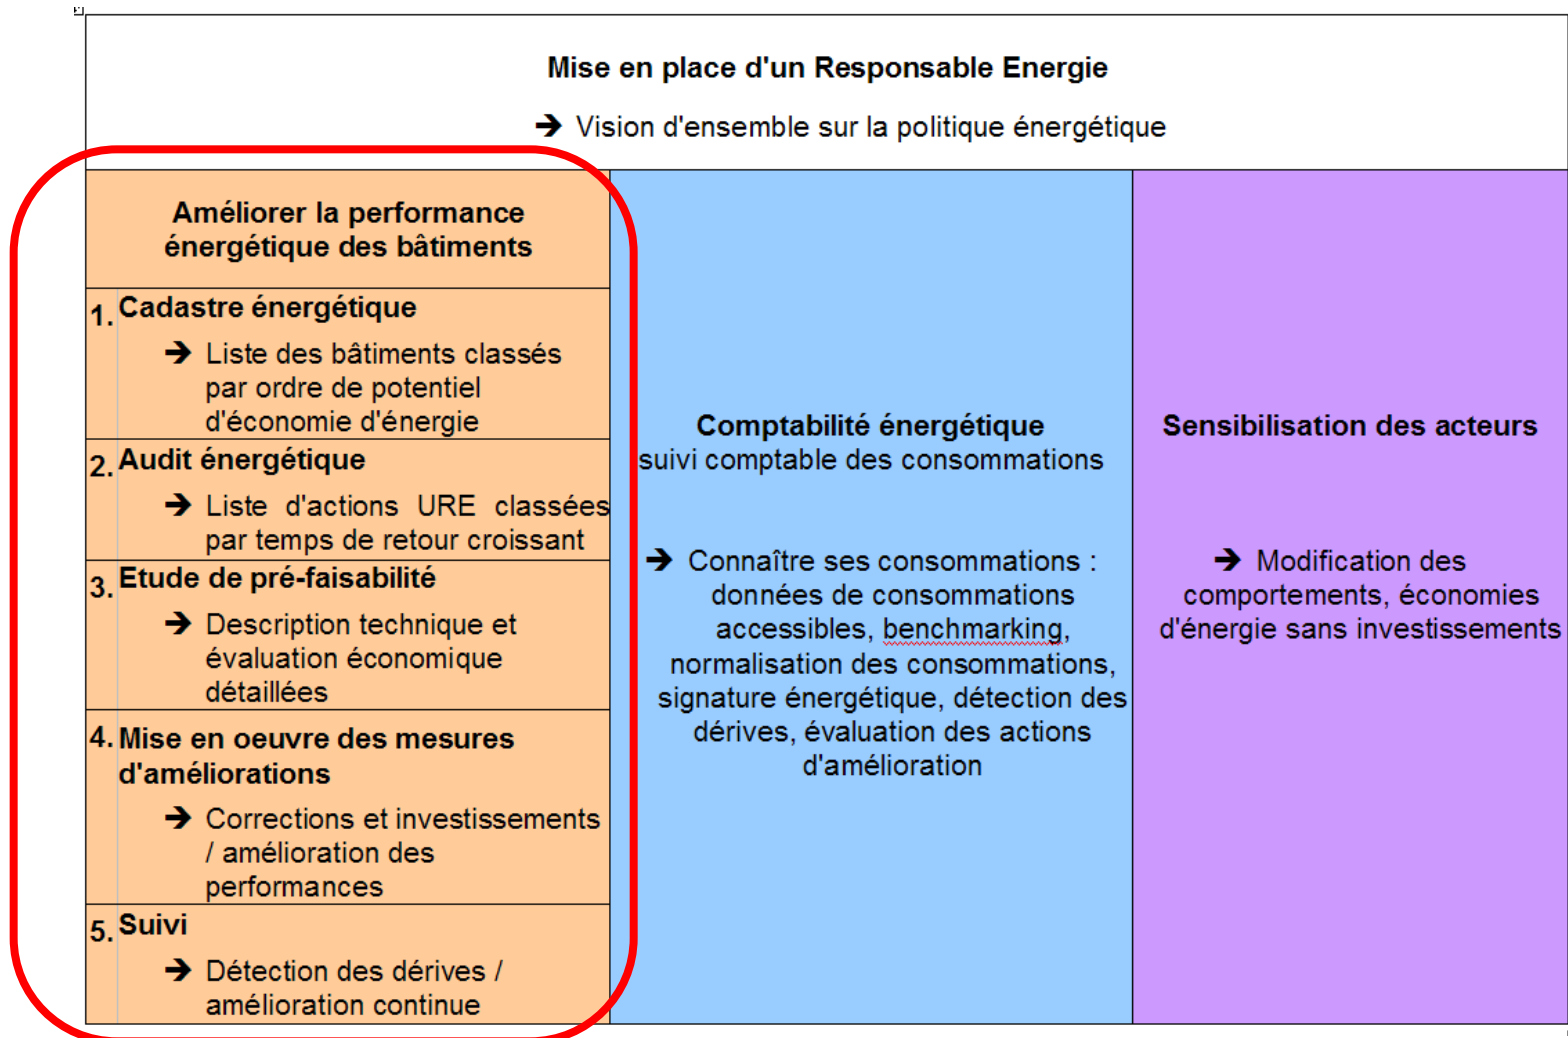 Mise en place d'un Responsable Energie
➔ Vision d'ensemble sur la politique énergétique
Améliorer la performance
énergétique des bâtiments
1. Cadastre énergétique
➔ Liste des bâtiments classés
par ordre de potentiel
d'économie d'énergie
2. Audit énergétique
➔ Liste d'actions URE classées
par temps de retour croissant
3. Etude de pré-faisabilité
➔ Description technique et
évaluation économique
détaillées
4. Mise en oeuvre des mesures
d'améliorations
➔ Corrections et investissements
/ amélioration des
performances
5. Suivi
➔ Détection des dérives /
amélioration continue
Comptabilité énergétique
suivi comptable des consommations
➔ Connaître ses consommations :
données de consommations
accessibles, benchmarking,
normalisation des consommations,
signature énergétique, détection des
dérives, évaluation des actions
d'amélioration
Sensibilisation des acteurs
➔ Modification des
comportements, économies
d'énergie sans investissements